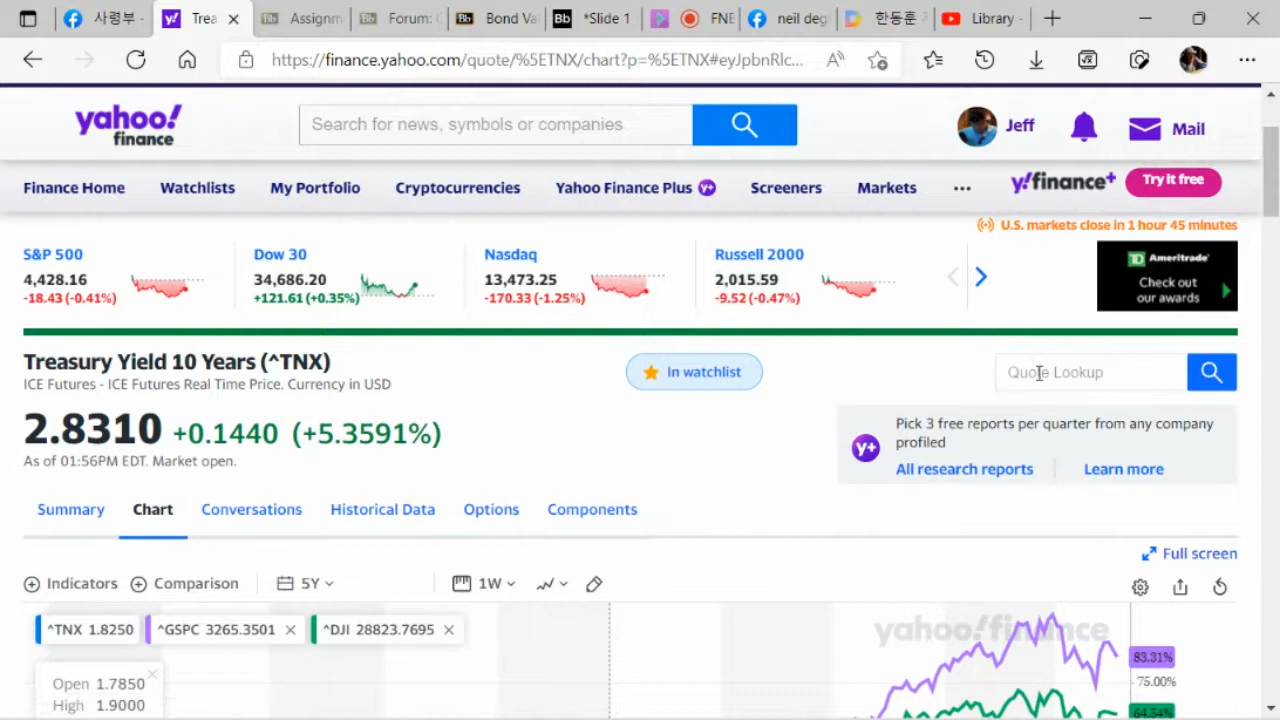 사령부 -
Trea
Assignm
Forum: C
Bond Va
*Slide 1
FNE
neil deg
한동훈
Library -
https://finance.yahoo.com/quote/%5ETNX/chart?p=%5ETNX#eyJpbnRlc...
yahoo!
finance
Search for news, symbols or companies
Jeff
Mail
Finance Home Watchlists My Portfolio Cryptocurrencies Yahoo Finance Plus Screeners Markets ... y!finance+ Try it free
U.S. markets close in 1 hour 45 minutes
S&P 500
4,428.16
-18.43 (-0.41%)
Dow 30
34,686.20
+121.61 (+0.35%)
Nasdaq
13,473.25
-170.33 (-1.25%)
Russell 2000
2,015.59
-9.52 (-0.47%)
TD Ameritrade
Check out
our awards
Treasury Yield 10 Years (^TNX)
ICE Futures - ICE Futures Real Time Price. Currency in USD
In watchlist
Quote Lookup
2.8310 +0.1440 (+5.3591%)
As of 01:56PM EDT. Market open.
y+
Pick 3 free reports per quarter from any company
profiled
All research reports Learn more
Summary Chart Conversations Historical Data Options Components
Full screen
Indicators Comparison 5Y 1W
^TNX 1.8250 ^GSPC 3265.3501 ^DJI 28823.7695
yahoo!finance
Open 1.7850
High 1.9000
83.31%
75.00%
64.54%